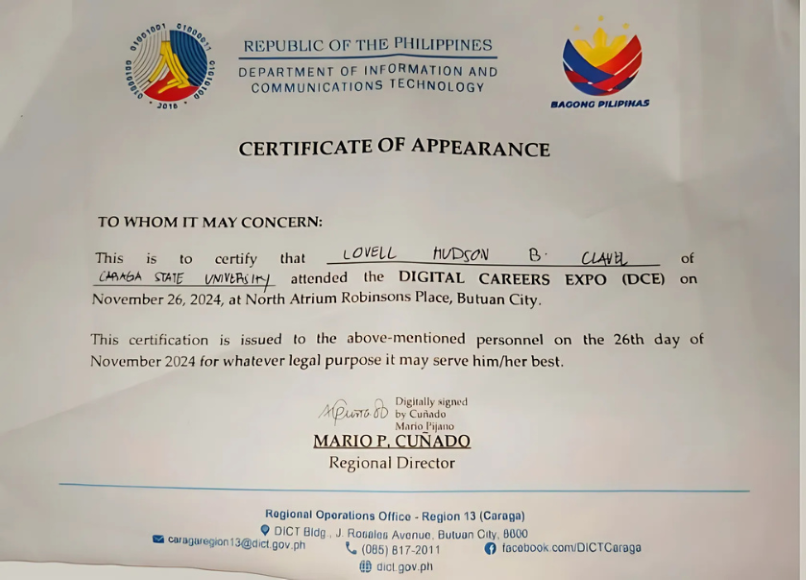 01000100 01001001 01000011 01010100
2016
REPUBLIC OF THE PHILIPPINES
DEPARTMENT OF INFORMATION AND
COMMUNICATIONS TECHNOLOGY
BAGONG PILIPINAS
CERTIFICATE OF APPEARANCE
TO WHOM IT MAY CONCERN:
This is to certify that LOVELL HUDSON B. CLAVEL of
CARAGA STATE UNIVERSITY attended the DIGITAL CAREERS EXPO (DCE) on
November 26, 2024, at North Atrium Robinsons Place, Butuan City.
This certification is issued to the above-mentioned personnel on the 26th day of
November 2024 for whatever legal purpose it may serve him/her best.
Digitally signed
by Cuñado
Mario Pijano
MARIO P. CUÑADO
Regional Director
Regional Operations Office - Region 13 (Caraga)
DICT Bldg., J. Rosales Avenue, Butuan City, 8600
caragaregion13@dict.gov.ph (085) 817-2011 facebook.com/DICTCaraga
dict.gov.ph